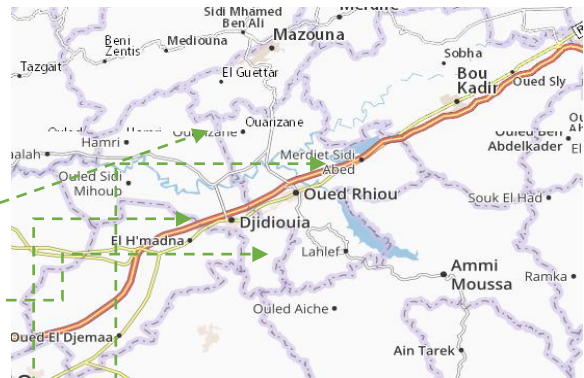 Sidi Mhamed
Ben Ali
Mazouna
Beni
Zentis
Mediouna
Tazgait
El Guettar
Sobha
Bou
Kadir
Oued Sly
Ouarizane
Hamri
Merdjet Sidi
Abed
Ouled Ben
Abdelkader
Ouled Sidi
Mihoub
Oued Rhiou
Souk El Had
Djidiouia
El H'madna
Lahlef
Ammi
Moussa
Ramka
Ouled Aiche
Oued El Djemaa
Ain Tarek